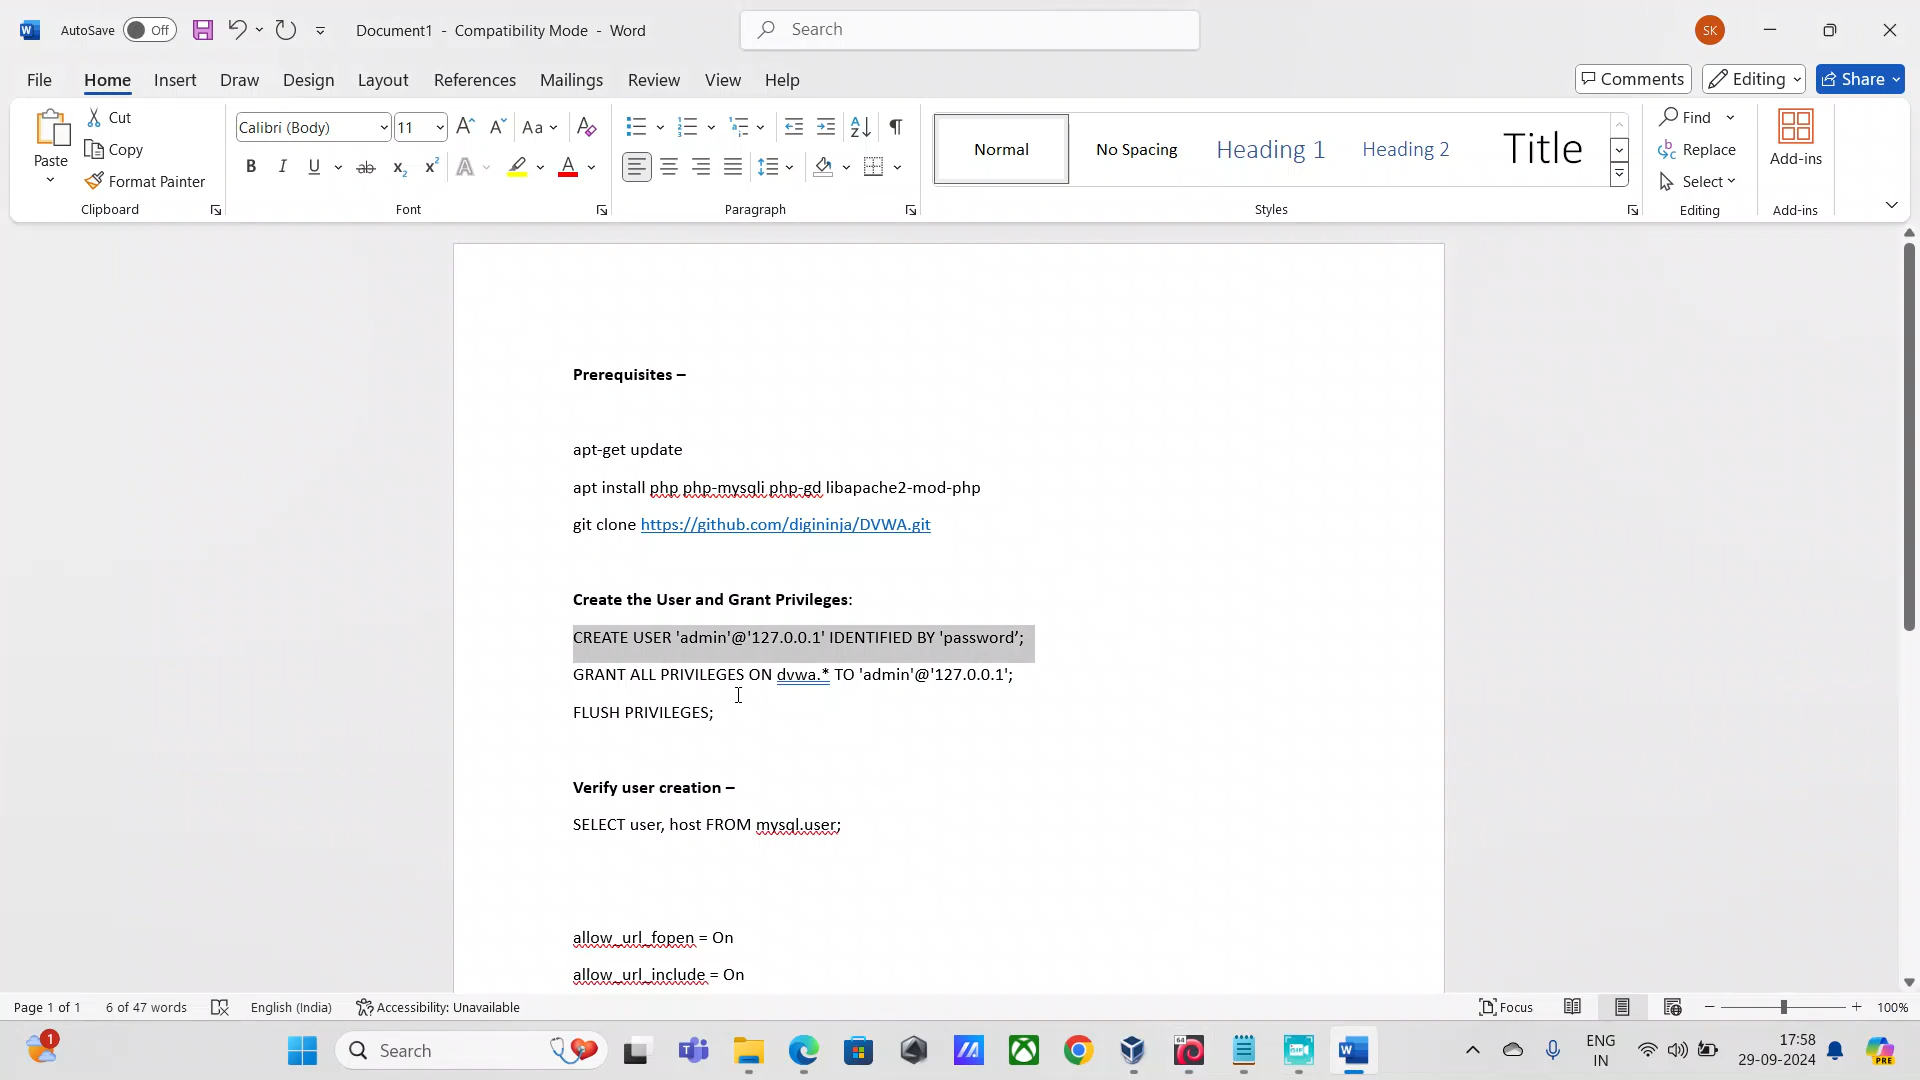 AutoSave Off Document1 - Compatibility Mode - Word Search SK
File Home Insert Draw Design Layout References Mailings Review View Help Comments Editing Share
Paste Cut Copy Format Painter Clipboard
Calibri (Body) 11 Font
Paragraph
Normal No Spacing Heading 1 Heading 2 Title Styles
Find Replace Select Editing
Add-ins Add-ins
Prerequisites –
apt-get update
apt install php php-mysqli php-gd libapache2-mod-php
git clone https://github.com/digininja/DVWA.git
Create the User and Grant Privileges:
CREATE USER 'admin'@'127.0.0.1' IDENTIFIED BY 'password’;
GRANT ALL PRIVILEGES ON dvwa.* TO 'admin'@'127.0.0.1';
FLUSH PRIVILEGES;
Verify user creation –
SELECT user, host FROM mysql.user;
allow_url_fopen = On
allow_url_include = On
Page 1 of 1 6 of 47 words English (India) Accessibility: Unavailable Focus 100%
1 Search ENG IN 17:58 29-09-2024